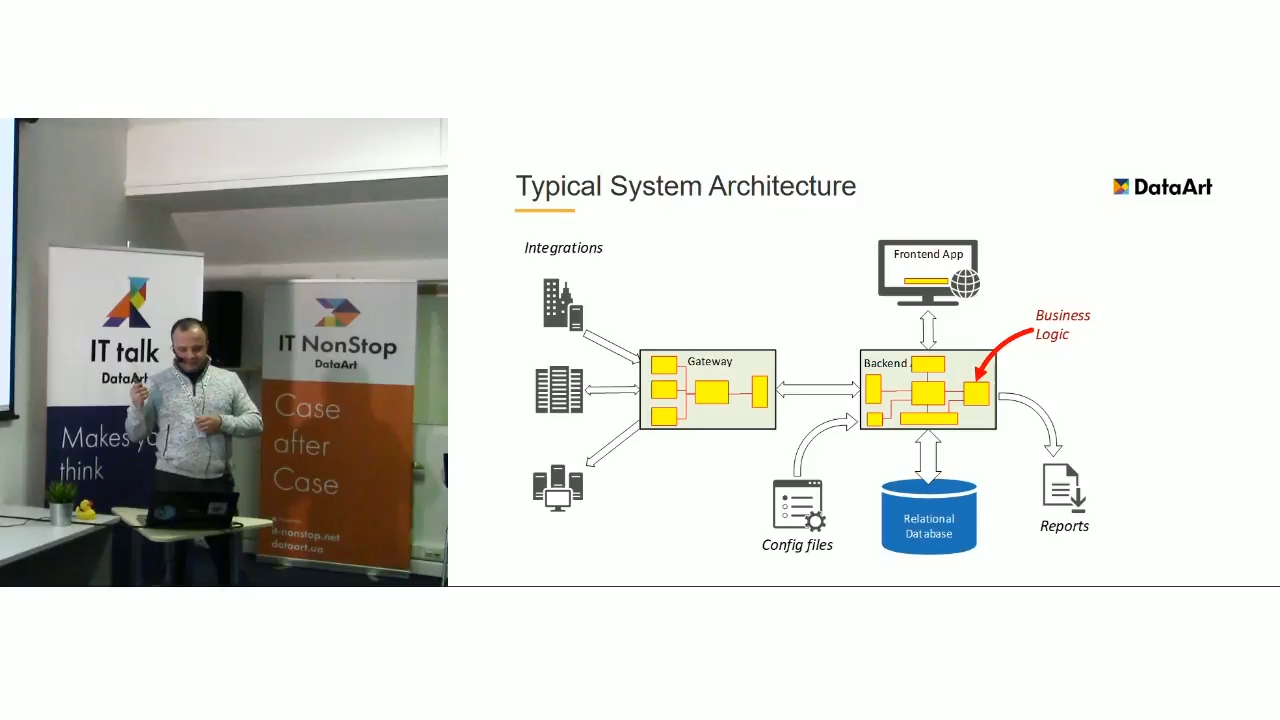 Typical System Architecture
DataArt
Integrations
Frontend App
Business
Logic
Gateway
Backend
Relational
Database
Config files
Reports
IT talk
DataArt
Makes yo
think
IT NonStop
DataArt
Case
after
Case
it-nonstop.net
dataart.ua